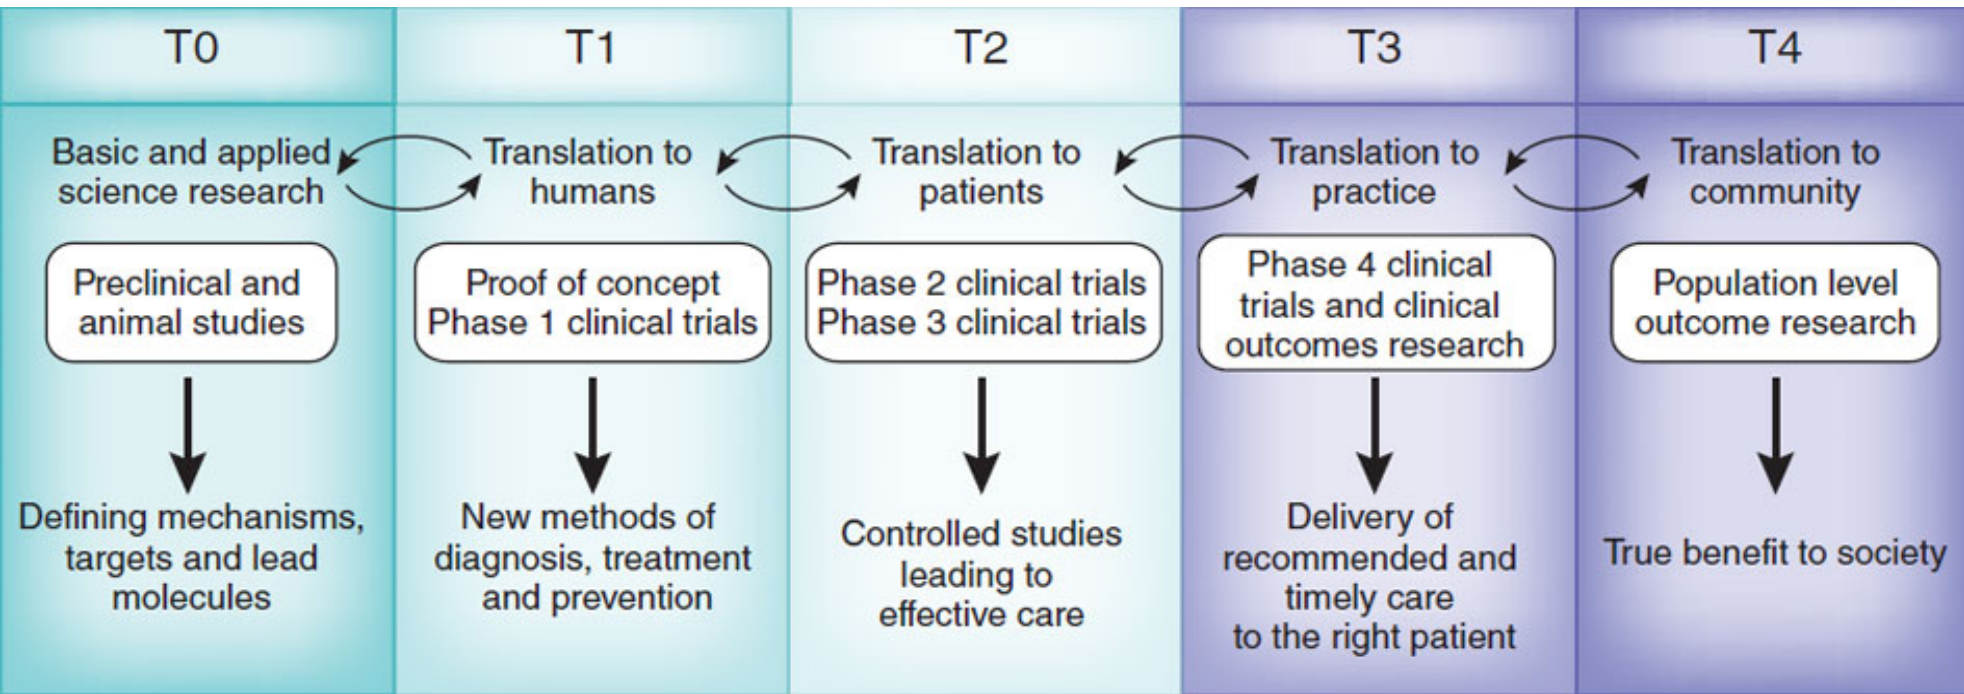 T0
T1
T2
T3
T4
Basic and applied
science research
Translation to
humans
Translation to
patients
Translation to
practice
Translation to
community
Preclinical and
animal studies
Proof of concept
Phase 1 clinical trials
Phase 2 clinical trials
Phase 3 clinical trials
Phase 4 clinical
trials and clinical
outcomes research
Population level
outcome research
Defining mechanisms,
targets and lead
molecules
New methods of
diagnosis, treatment
and prevention
Controlled studies
leading to
effective care
Delivery of
recommended and
timely care
to the right patient
True benefit to society